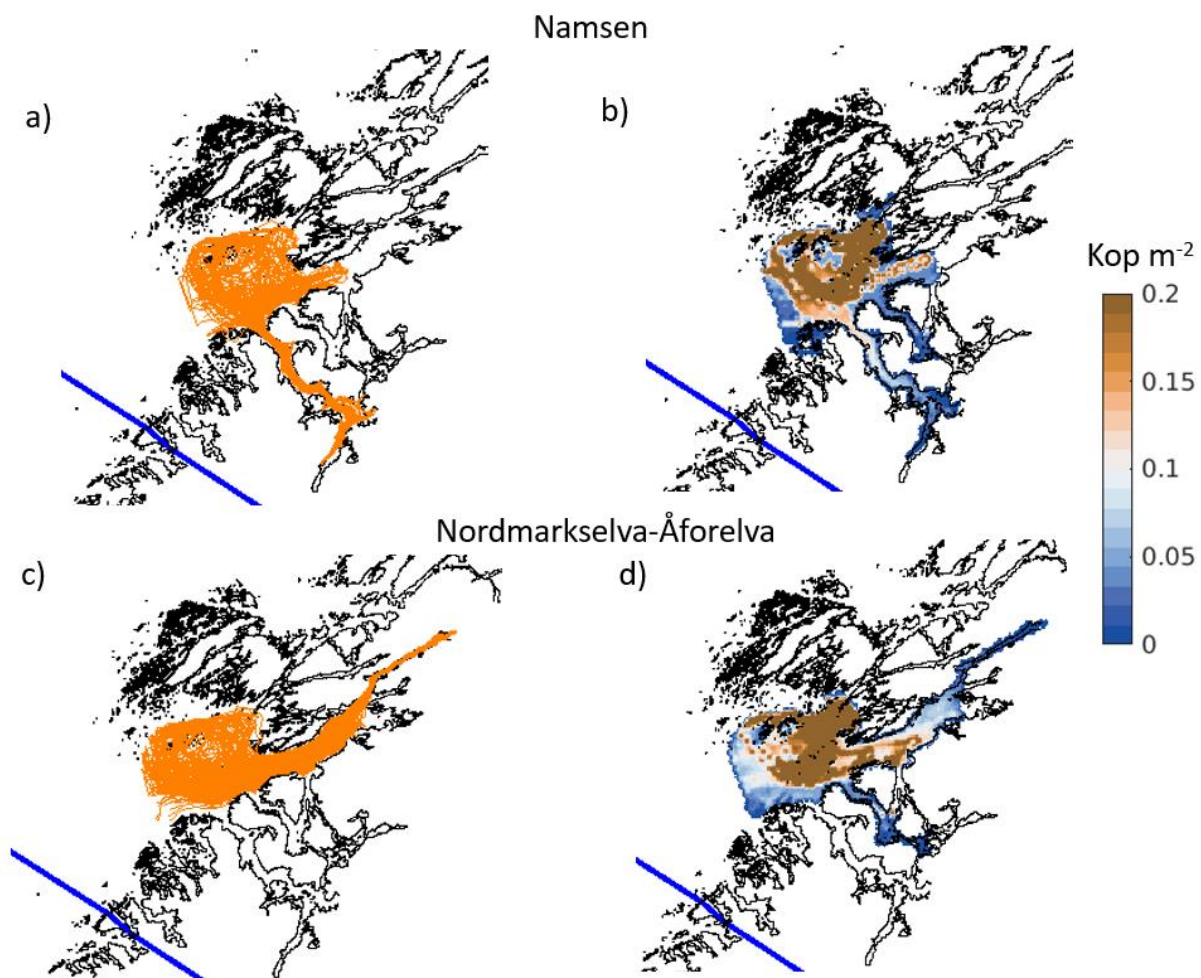 Namsen
a)
b)
Kop m⁻²
0.2
0.15
0.1
0.05
0
Nordmarkselva-Åforelva
c)
d)